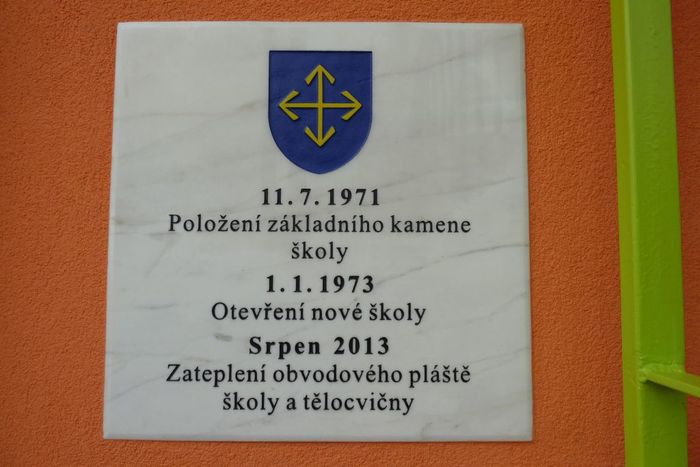 11. 7. 1971
Položení základního kamene
školy
1. 1. 1973
Otevření nové školy
Srpen 2013
Zateplení obvodového pláště
školy a tělocvičny